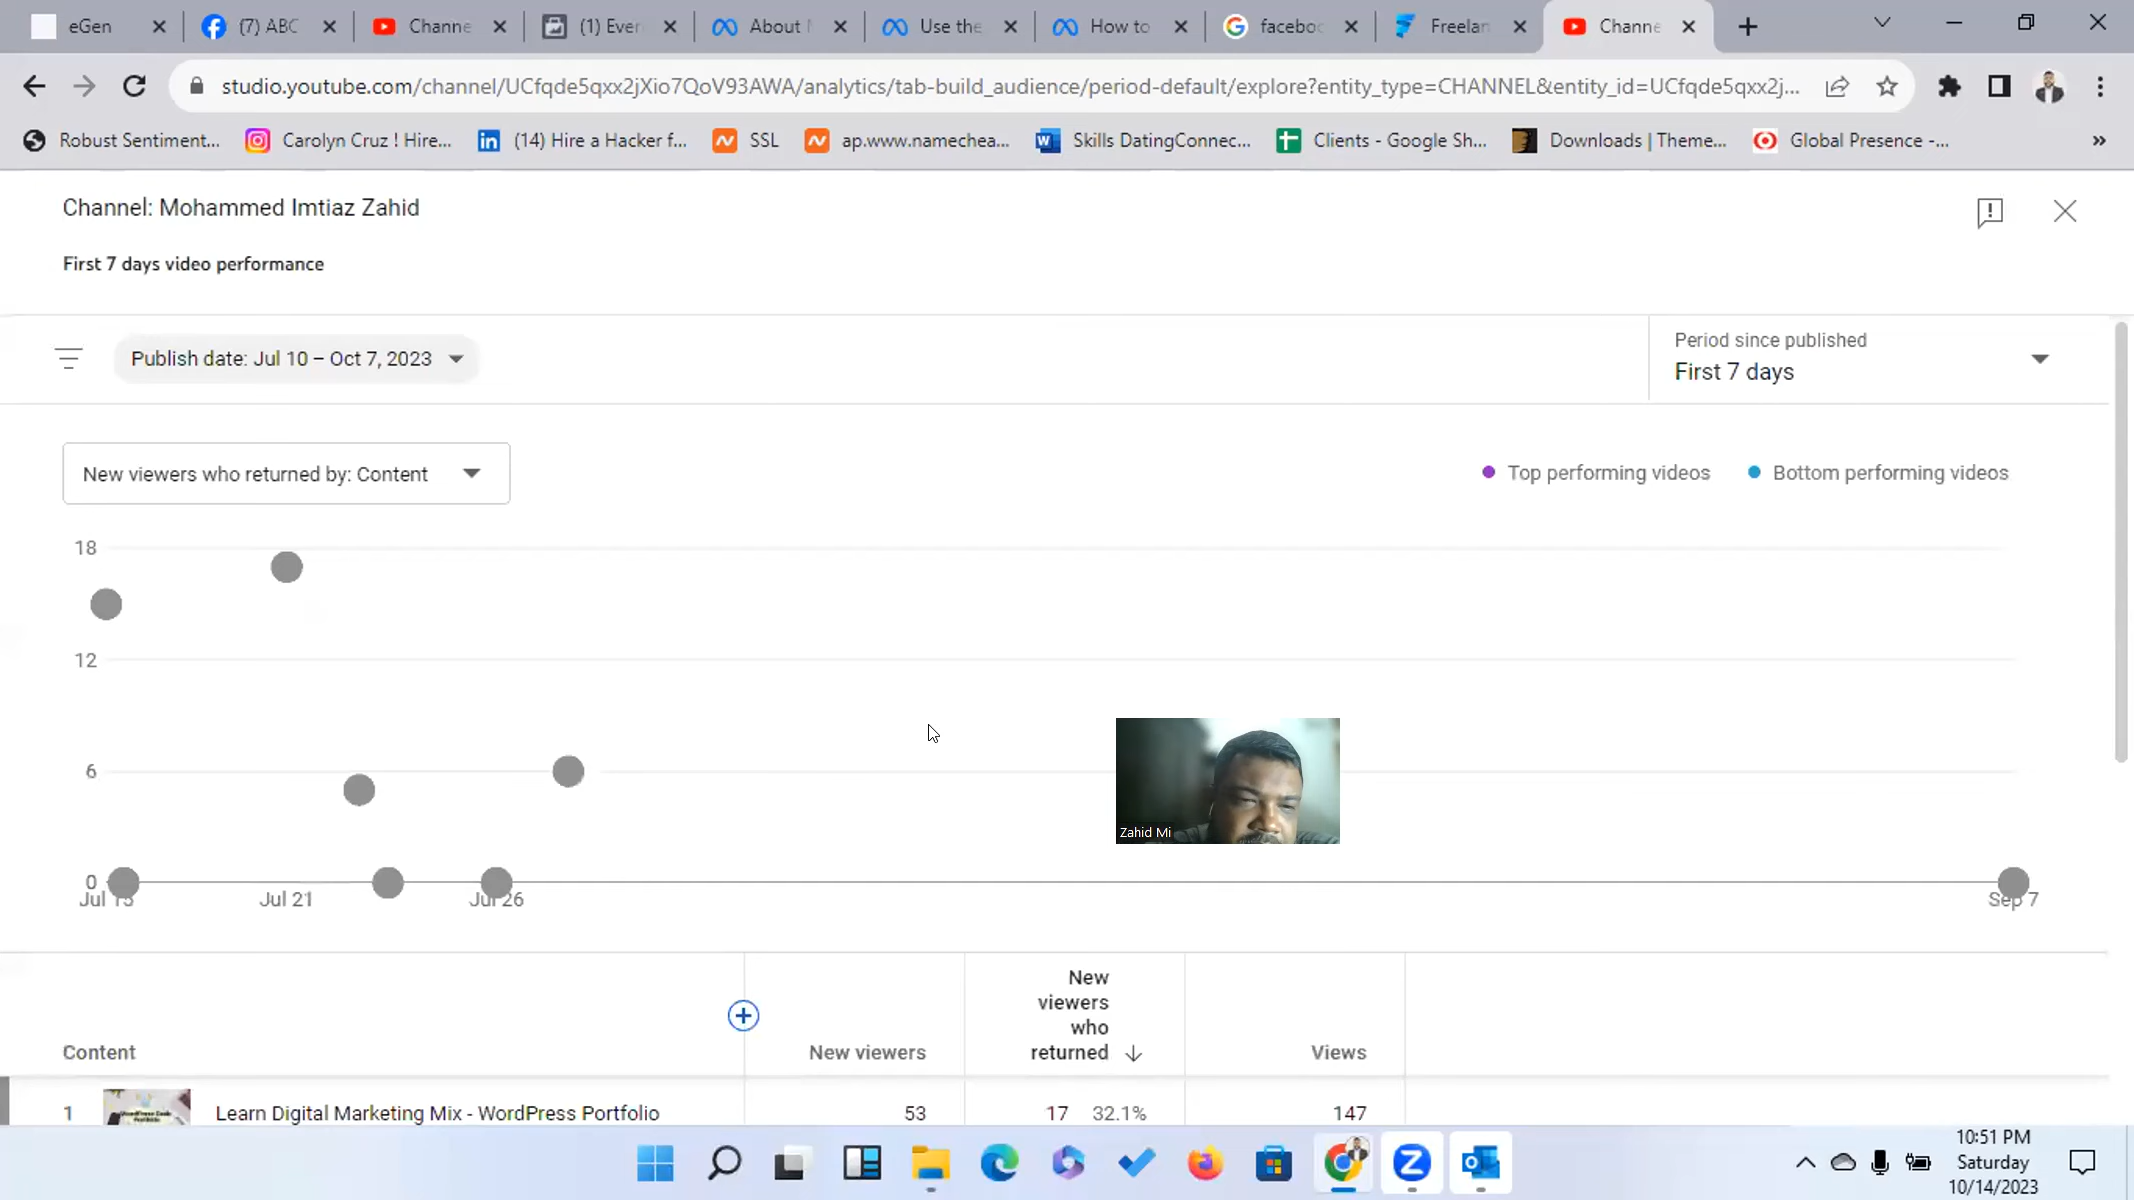 eGen
(7) ABC
Channe
(1) Ever
About
Use the
How to
faceboo
Freelan
Channe
studio.youtube.com/channel/UCfqde5qxx2jXio7QoV93AWA/analytics/tab-build_audience/period-default/explore?entity_type=CHANNEL&entity_id=UCfqde5qxx2j...
Robust Sentiment...
Carolyn Cruz ! Hire...
(14) Hire a Hacker f...
SSL
ap.www.namechea...
Skills DatingConnec...
Clients - Google Sh...
Downloads | Theme...
Global Presence -...
Channel: Mohammed Imtiaz Zahid
First 7 days video performance
Publish date: Jul 10 – Oct 7, 2023
Period since published
First 7 days
New viewers who returned by: Content
Top performing videos
Bottom performing videos
18
12
6
0
Zahid Mi
Jul 15
Jul 21
Jul 26
Sep 7
Content
New viewers
New
viewers
who
returned
Views
1
Learn Digital Marketing Mix - WordPress Portfolio
53
17 32.1%
147
10:51 PM
Saturday
10/14/2023